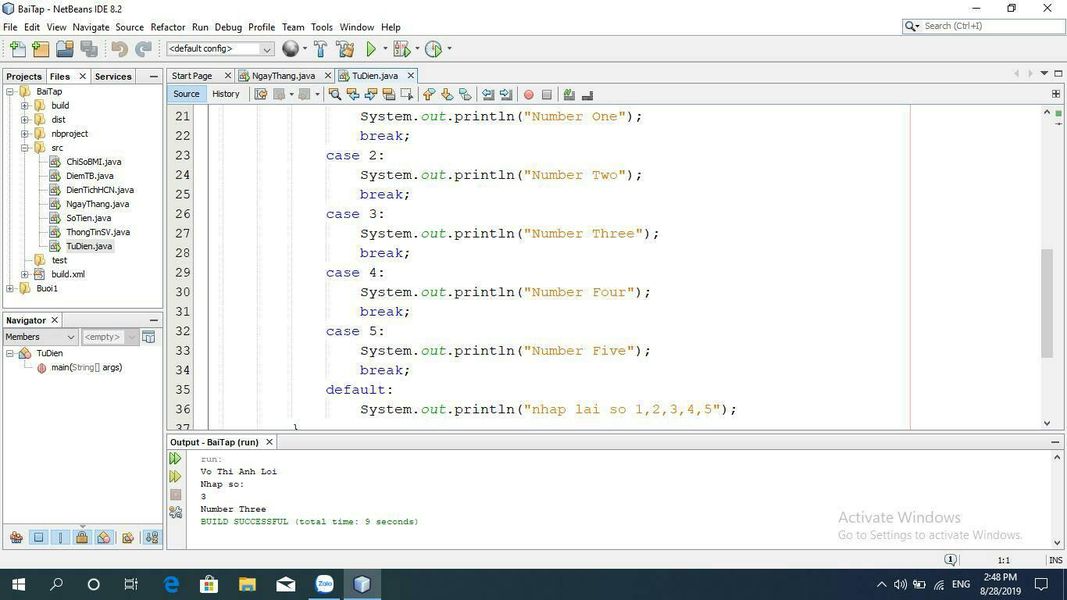 BaiTap - NetBeans IDE 8.2
File Edit View Navigate Source Refactor Run Debug Profile Team Tools Window Help
Search (Ctrl+I)
<default config>
Projects Files Services
Start Page NgayThang.java TuDien.java
Source History
BaiTap
build
dist
nbproject
src
ChiSoBMI.java
DiemTB.java
DienTichHCN.java
NgayThang.java
SoTien.java
ThongTinSV.java
TuDien.java
test
build.xml
Buoi1
Navigator
Members <empty>
TuDien
main(String[] args)
21 System.out.println("Number One");
22 break;
23 case 2:
24 System.out.println("Number Two");
25 break;
26 case 3:
27 System.out.println("Number Three");
28 break;
29 case 4:
30 System.out.println("Number Four");
31 break;
32 case 5:
33 System.out.println("Number Five");
34 break;
35 default:
36 System.out.println("nhap lai so 1,2,3,4,5");
37 }
Output - BaiTap (run)
run:
Vo Thi Anh Loi
Nhap so:
3
Number Three
BUILD SUCCESSFUL (total time: 9 seconds)
Activate Windows
Go to Settings to activate Windows.
1 1:1 INS
Zalo
ENG
2:48 PM
8/28/2019